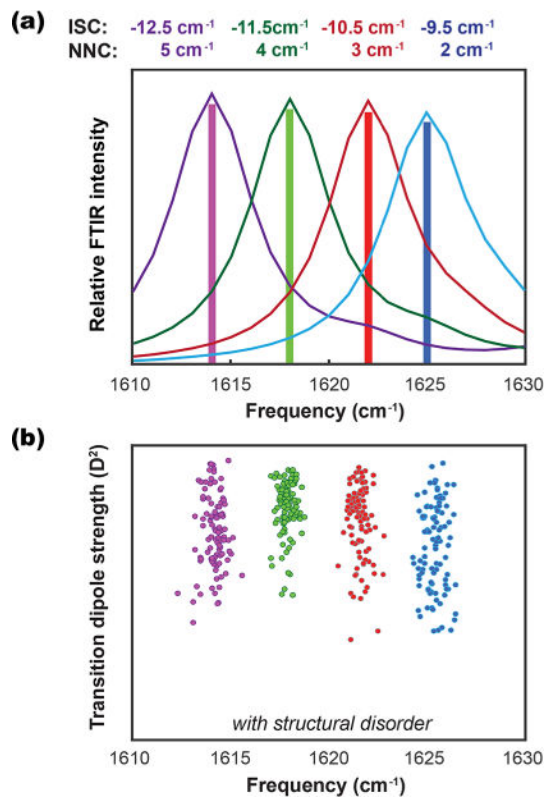 (a)
ISC: -12.5 cm⁻¹ -11.5cm⁻¹ -10.5 cm⁻¹ -9.5 cm⁻¹
NNC: 5 cm⁻¹ 4 cm⁻¹ 3 cm⁻¹ 2 cm⁻¹
Relative FTIR intensity
1610 1615 1620 1625 1630
Frequency (cm⁻¹)
(b)
Transition dipole strength (D²)
with structural disorder
1610 1615 1620 1625 1630
Frequency (cm⁻¹)